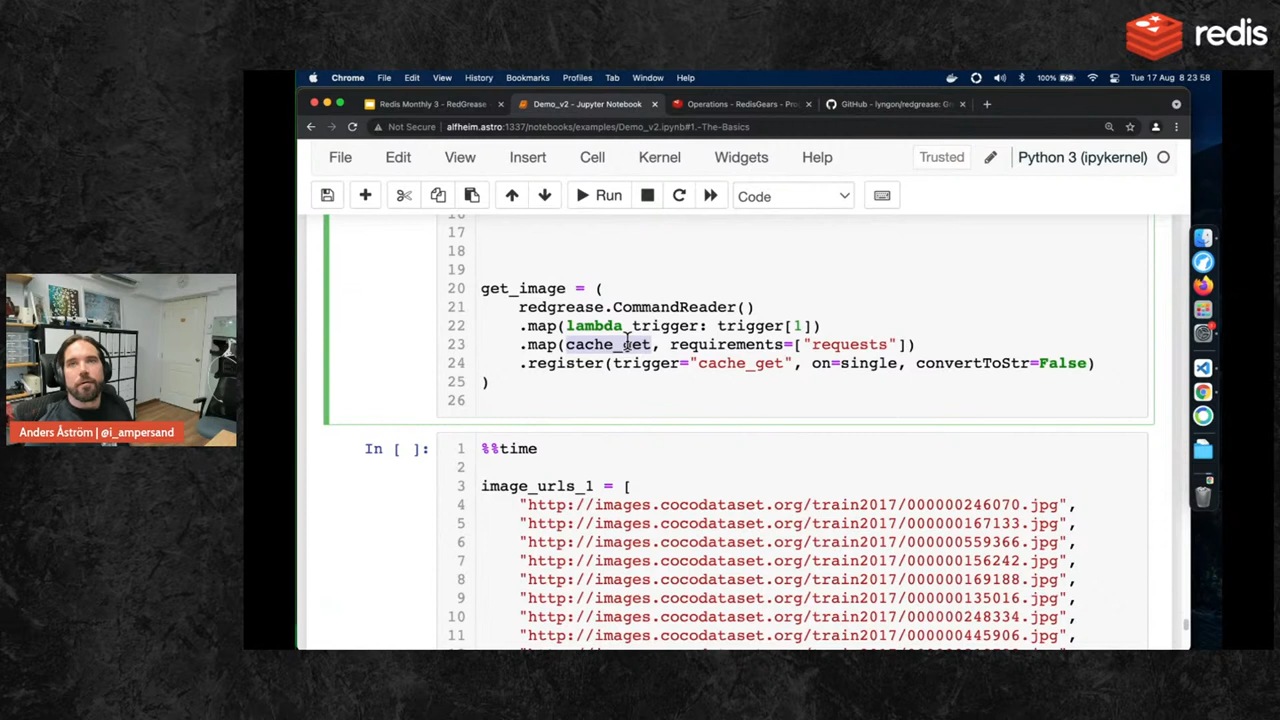 redis
Chrome File Edit View History Bookmarks Profiles Tab Window Help 100% Tue 17 Aug 8 23 58
Redis Monthly 3 - RedGrease Demo_v2 - Jupyter Notebook Operations - RedisGears - Pro GitHub - lyngon/redgrease: Gr
Not Secure alfheim.astro:1337/notebooks/examples/Demo_v2.ipynb#1.-The-Basics
File Edit View Insert Cell Kernel Widgets Help Trusted Python 3 (ipykernel)
Run Code
16
17
18
19
20 get_image = (
21 redgrease.CommandReader()
22 .map(lambda trigger: trigger[1])
23 .map(cache_get, requirements=["requests"])
24 .register(trigger="cache_get", on=single, convertToStr=False)
25 )
26
In [ ]: 1 %%time
2
3 image_urls_1 = [
4 "http://images.cocodataset.org/train2017/000000246070.jpg",
5 "http://images.cocodataset.org/train2017/000000167133.jpg",
6 "http://images.cocodataset.org/train2017/000000559366.jpg",
7 "http://images.cocodataset.org/train2017/000000156242.jpg",
8 "http://images.cocodataset.org/train2017/000000169188.jpg",
9 "http://images.cocodataset.org/train2017/000000135016.jpg",
10 "http://images.cocodataset.org/train2017/000000248334.jpg",
11 "http://images.cocodataset.org/train2017/000000445906.jpg",
Anders Åström | @i_ampersand